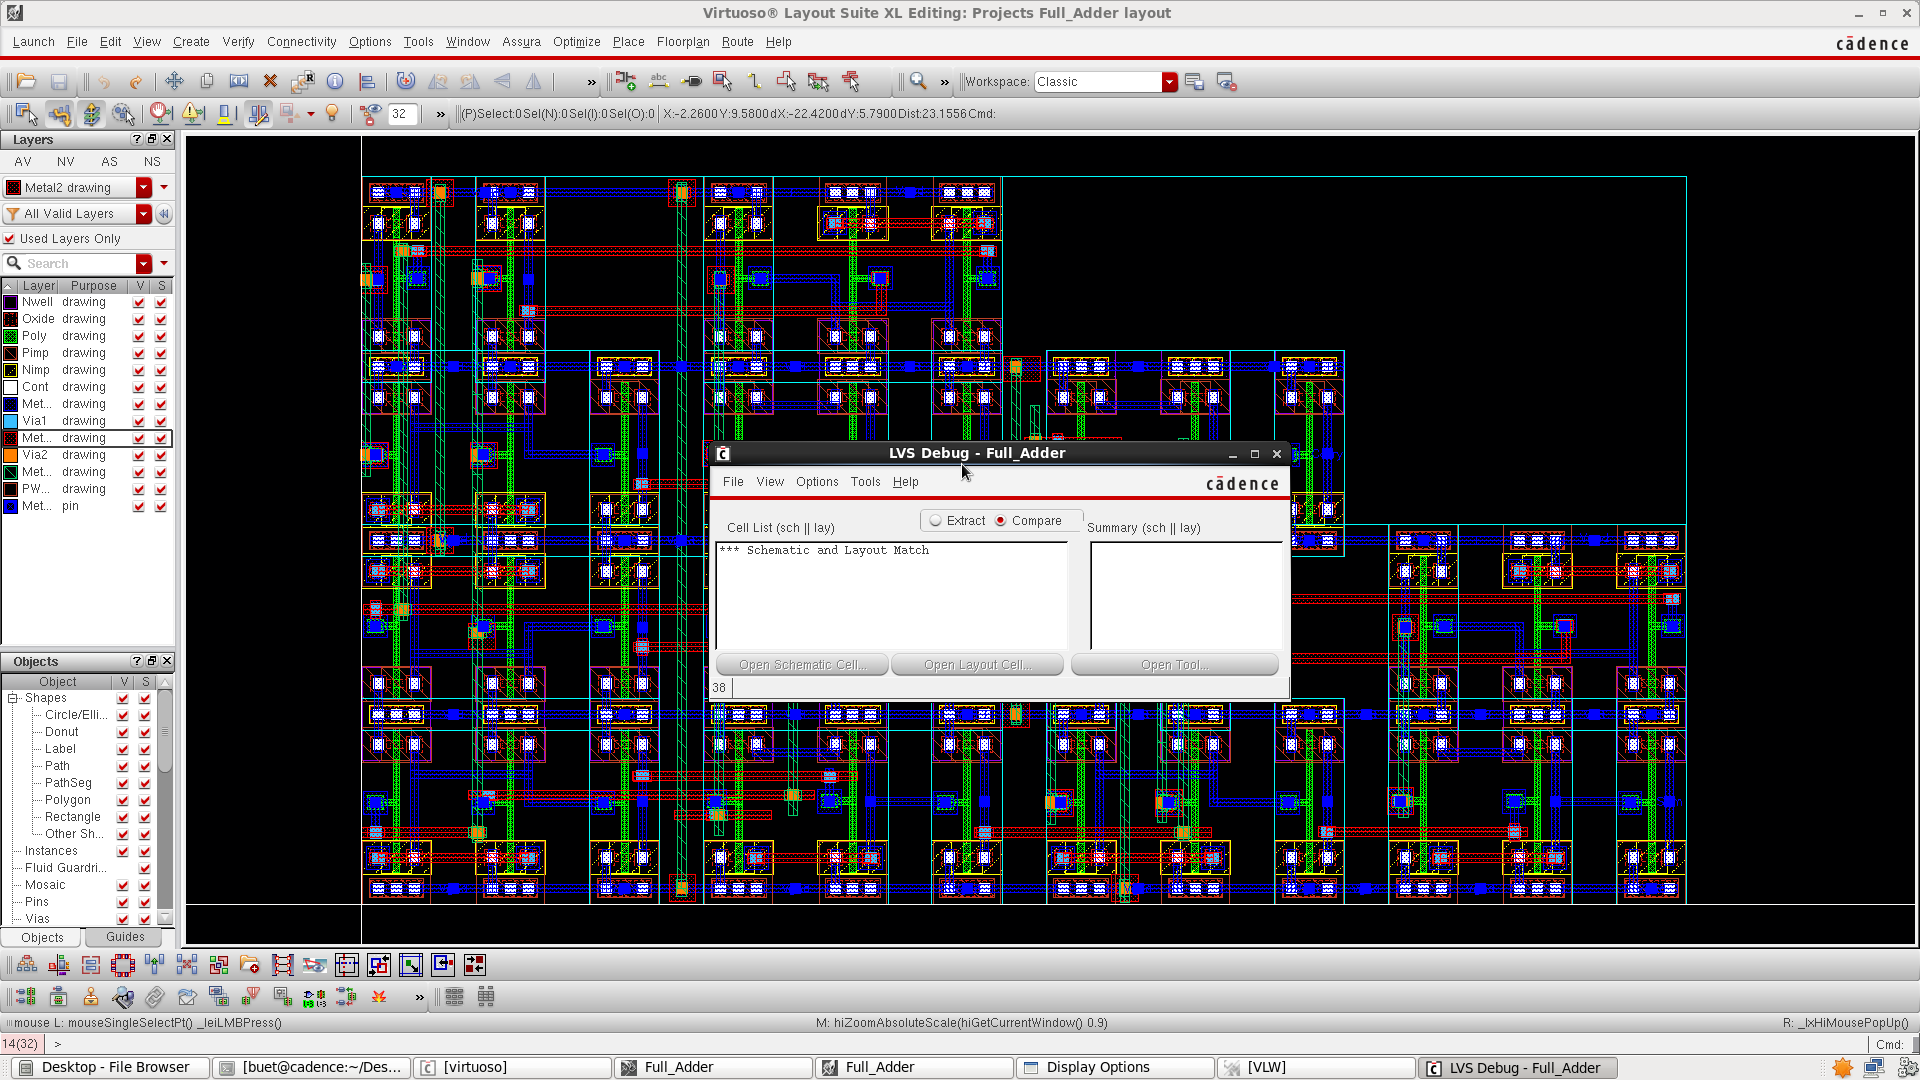 Virtuoso® Layout Suite XL Editing: Projects Full_Adder layout
Launch File Edit View Create Verify Connectivity Options Tools Window Assura Optimize Place Floorplan Route Help
cādence
» » Workspace: Classic
32 » (P)Select:0 Sel(N):0 Sel(I):0 Sel(O):0 X:-2.2600 Y:9.5800 dX:-22.4200 dY:5.7900 Dist:23.1556 Cmd:
Layers
AV NV AS NS
Metal2 drawing
All Valid Layers
Used Layers Only
Search
Layer Purpose V S
Nwell drawing
Oxide drawing
Poly drawing
Pimp drawing
Nimp drawing
Cont drawing
Met... drawing
Via1 drawing
Met... drawing
Via2 drawing
Met... drawing
PW... drawing
Met... pin
Objects
Object V S
Shapes
Circle/Elli...
Donut
Label
Path
PathSeg
Polygon
Rectangle
Other Sh...
Instances
Fluid Guardri...
Mosaic
Pins
Vias
Objects Guides
LVS Debug - Full_Adder
File View Options Tools Help
cādence
Extract Compare
Cell List (sch || lay) Summary (sch || lay)
*** Schematic and Layout Match
Open Schematic Cell... Open Layout Cell... Open Tool...
38
»
mouse L: mouseSingleSelectPt() _leiLMBPress() M: hiZoomAbsoluteScale(hiGetCurrentWindow() 0.9) R: _lxHiMousePopUp()
14(32) > Cmd:
Desktop - File Browser [buet@cadence:~/Des... [virtuoso] Full_Adder Full_Adder Display Options [VLW] LVS Debug - Full_Adder